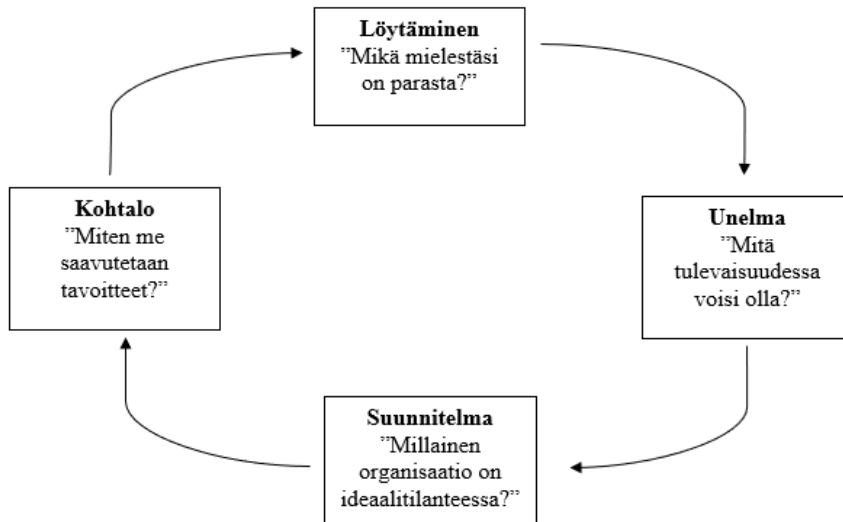 Löytäminen
”Mikä mielestäsi
on parasta?”
Unelma
”Mitä
tulevaisuudessa
voisi olla?”
Suunnitelma
”Millainen
organisaatio on
ideaalitilanteessa?”
Kohtalo
”Miten me
saavutetaan
tavoitteet?”